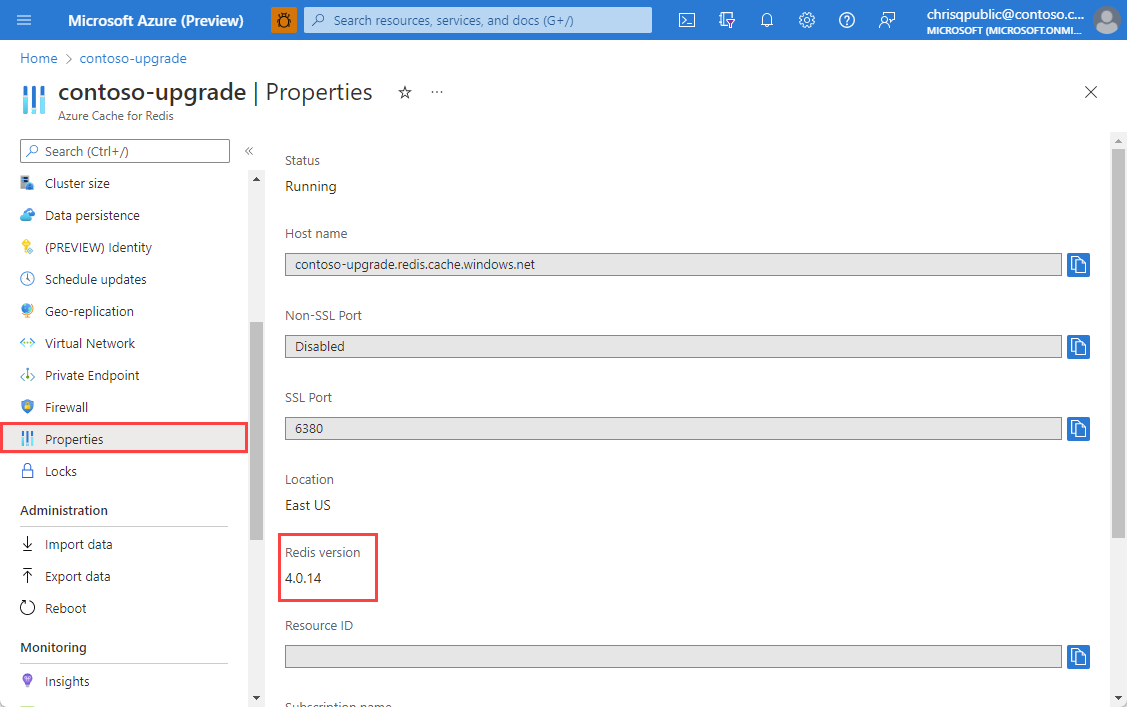 Microsoft Azure (Preview)
Search resources, services, and docs (G+/)
chrisqpublic@contoso.c...
MICROSOFT (MICROSOFT.ONMI...
Home > contoso-upgrade
contoso-upgrade | Properties
Azure Cache for Redis
Search (Ctrl+/)
Cluster size
Data persistence
(PREVIEW) Identity
Schedule updates
Geo-replication
Virtual Network
Private Endpoint
Firewall
Properties
Locks
Administration
Import data
Export data
Reboot
Monitoring
Insights
Status
Running
Host name
contoso-upgrade.redis.cache.windows.net
Non-SSL Port
Disabled
SSL Port
6380
Location
East US
Redis version
4.0.14
Resource ID
Subscription name